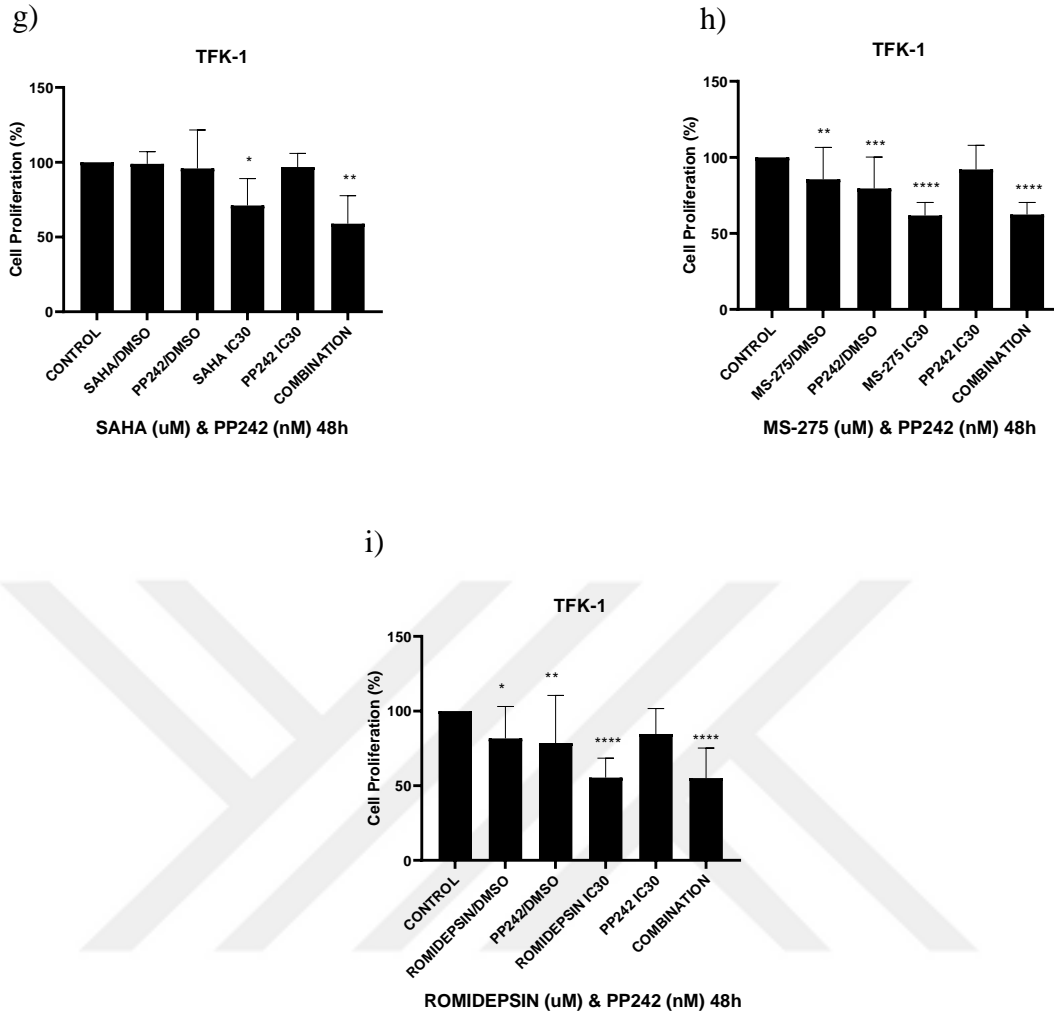 g)
TFK-1
Cell Proliferation (%)
150
100
50
0
*
**
CONTROL
SAHA/DMSO
PP242/DMSO
SAHA IC30
PP242 IC30
COMBINATION
SAHA (uM) & PP242 (nM) 48h
h)
TFK-1
Cell Proliferation (%)
150
100
50
0
**
***
****
****
CONTROL
MS-275/DMSO
PP242/DMSO
MS-275 IC30
PP242 IC30
COMBINATION
MS-275 (uM) & PP242 (nM) 48h
i)
TFK-1
Cell Proliferation (%)
150
100
50
0
*
**
****
****
CONTROL
ROMIDEPSIN/DMSO
PP242/DMSO
ROMIDEPSIN IC30
PP242 IC30
COMBINATION
ROMIDEPSIN (uM) & PP242 (nM) 48h